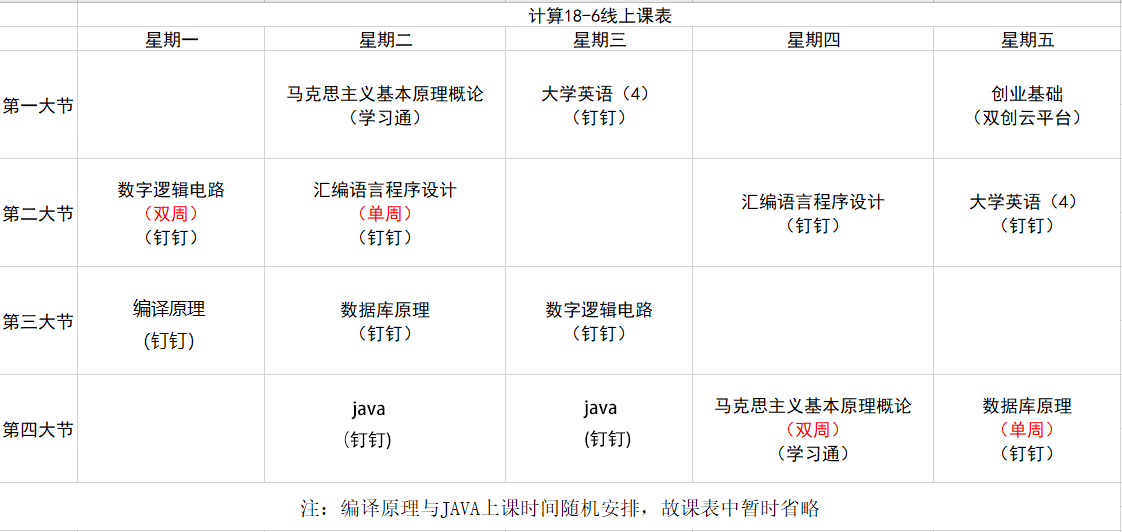 计算18-6线上课表
星期一 星期二 星期三 星期四 星期五
第一大节
马克思主义基本原理概论
（学习通）
大学英语（4）
（钉钉）
创业基础
（双创云平台）
第二大节
数字逻辑电路
（双周）
（钉钉）
汇编语言程序设计
（单周）
（钉钉）
汇编语言程序设计
（钉钉）
大学英语（4）
（钉钉）
第三大节
编译原理
(钉钉)
数据库原理
（钉钉）
数字逻辑电路
（钉钉）
第四大节
java
（钉钉)
java
(钉钉)
马克思主义基本原理概论
（双周）
（学习通）
数据库原理
（单周）
（钉钉）
注：编译原理与JAVA上课时间随机安排，故课表中暂时省略